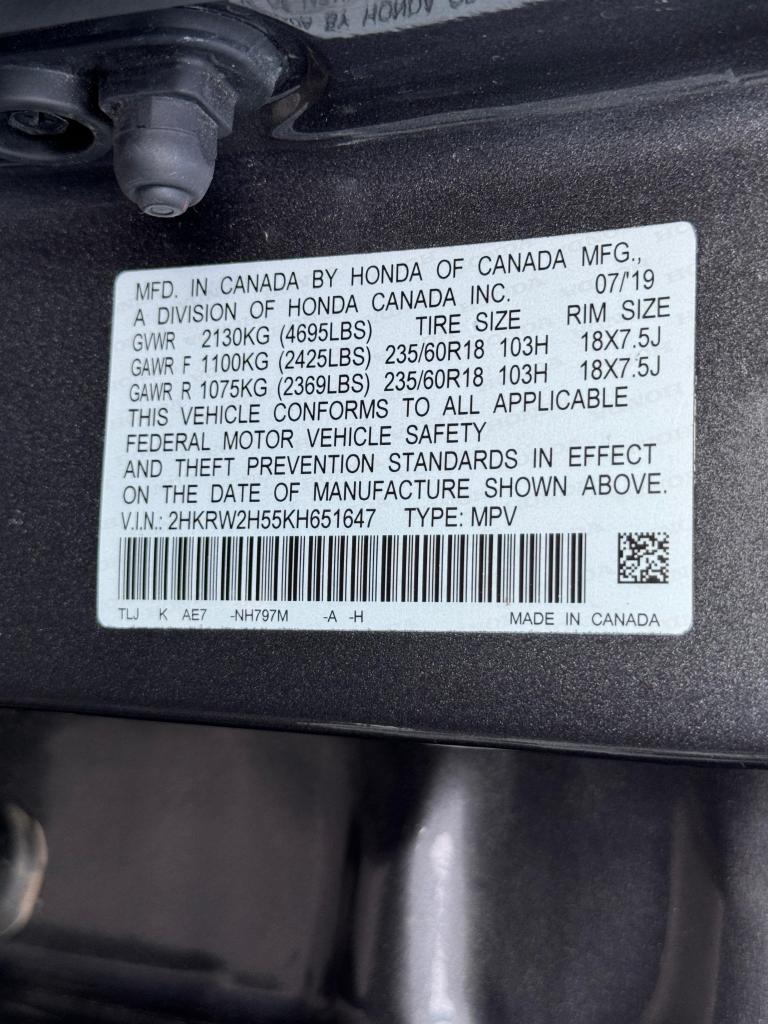 MFD. IN CANADA BY HONDA OF CANADA MFG.,
A DIVISION OF HONDA CANADA INC. 07/'19
GVWR 2130KG (4695LBS) TIRE SIZE RIM SIZE
GAWR F 1100KG (2425LBS) 235/60R18 103H 18X7.5J
GAWR R 1075KG (2369LBS) 235/60R18 103H 18X7.5J
THIS VEHICLE CONFORMS TO ALL APPLICABLE
FEDERAL MOTOR VEHICLE SAFETY
AND THEFT PREVENTION STANDARDS IN EFFECT
ON THE DATE OF MANUFACTURE SHOWN ABOVE.
V.I.N.: 2HKRW2H55KH651647 TYPE: MPV
TLJ K AE7 -NH797M -A -H MADE IN CANADA